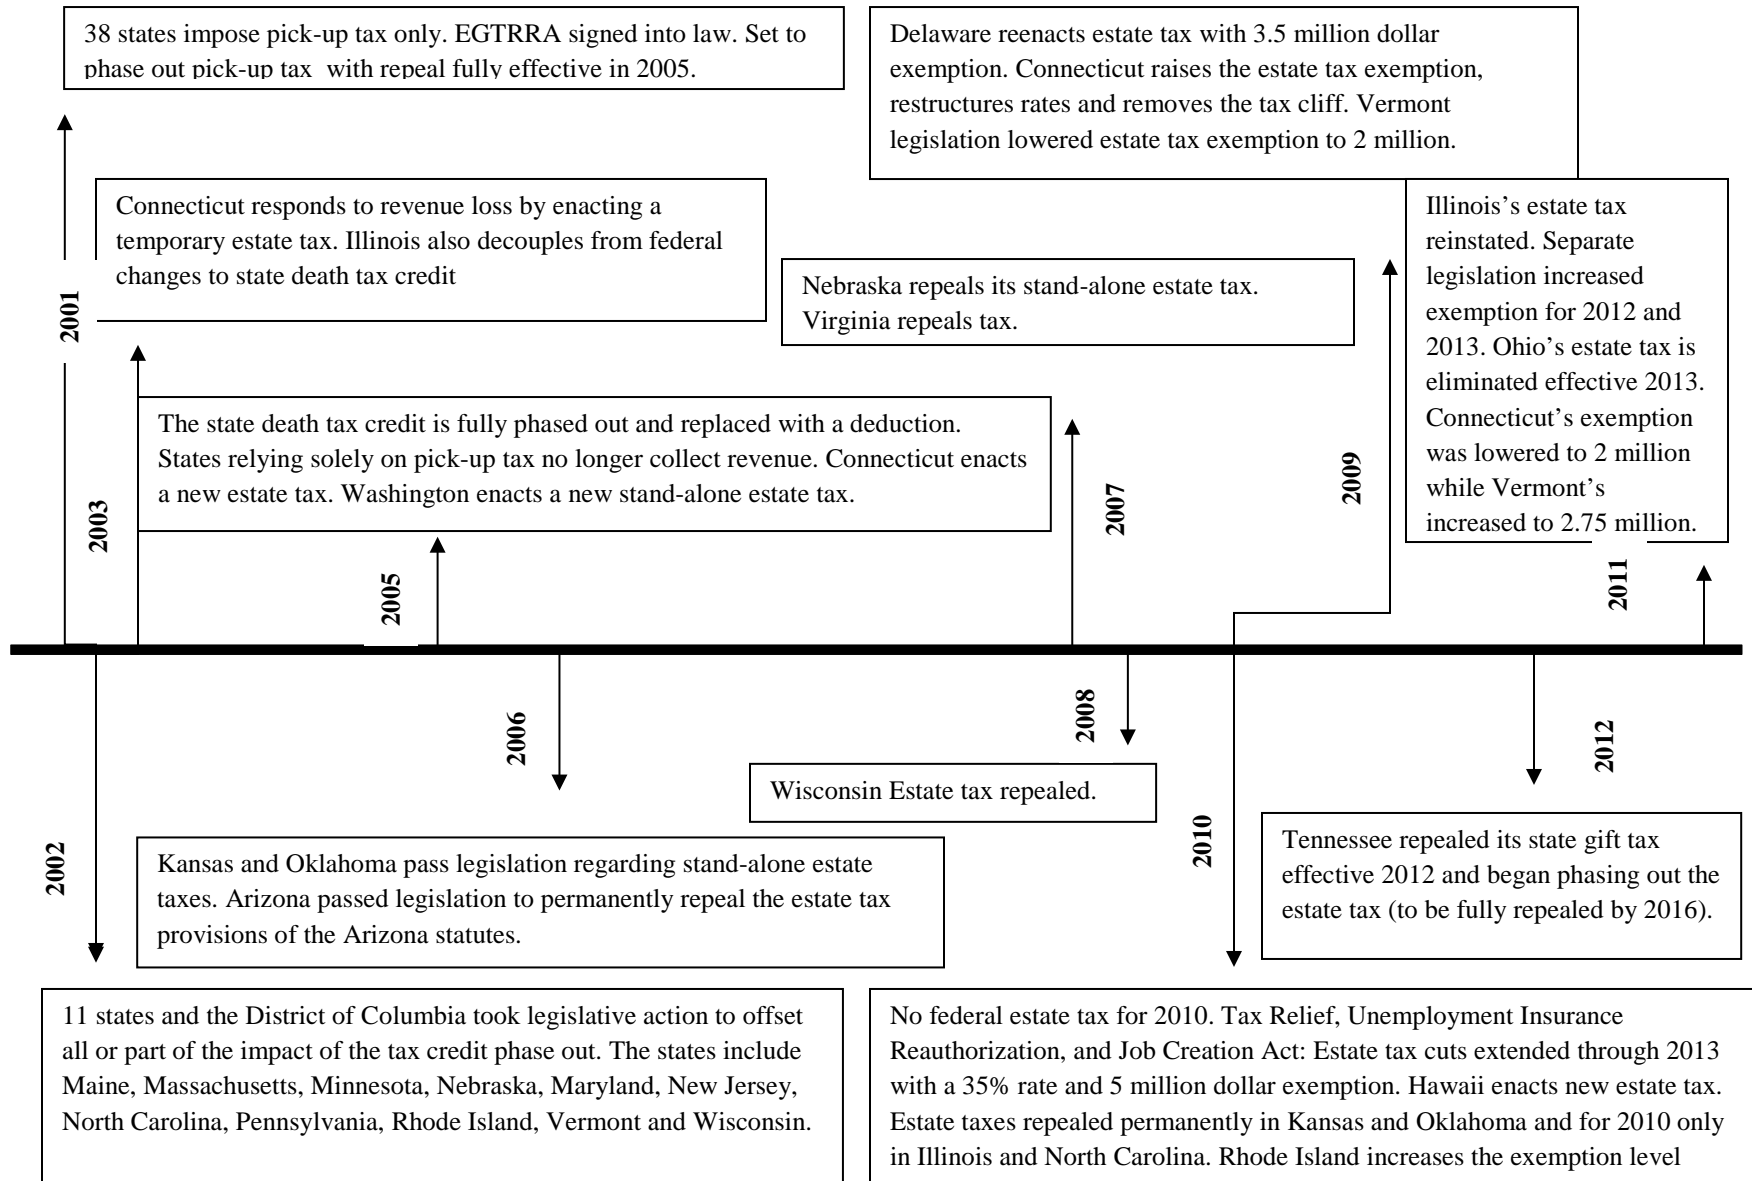 38 states impose pick-up tax only. EGTRRA signed into law. Set to
phase out pick-up tax with repeal fully effective in 2005.
Delaware reenacts estate tax with 3.5 million dollar
exemption. Connecticut raises the estate tax exemption,
restructures rates and removes the tax cliff. Vermont
legislation lowered estate tax exemption to 2 million.
2001
Connecticut responds to revenue loss by enacting a
temporary estate tax. Illinois also decouples from federal
changes to state death tax credit
Nebraska repeals its stand-alone estate tax.
Virginia repeals tax.
Illinois’s estate tax
reinstated. Separate
legislation increased
exemption for 2012 and
2013. Ohio’s estate tax is
eliminated effective 2013.
Connecticut’s exemption
was lowered to 2 million
while Vermont’s
increased to 2.75 million.
2003
The state death tax credit is fully phased out and replaced with a deduction.
States relying solely on pick-up tax no longer collect revenue. Connecticut enacts
a new estate tax. Washington enacts a new stand-alone estate tax.
2005
2007
2009
2011
2002
2006
2008
2010
2012
Wisconsin Estate tax repealed.
Kansas and Oklahoma pass legislation regarding stand-alone estate
taxes. Arizona passed legislation to permanently repeal the estate tax
provisions of the Arizona statutes.
Tennessee repealed its state gift tax
effective 2012 and began phasing out the
estate tax (to be fully repealed by 2016).
11 states and the District of Columbia took legislative action to offset
all or part of the impact of the tax credit phase out. The states include
Maine, Massachusetts, Minnesota, Nebraska, Maryland, New Jersey,
North Carolina, Pennsylvania, Rhode Island, Vermont and Wisconsin.
No federal estate tax for 2010. Tax Relief, Unemployment Insurance
Reauthorization, and Job Creation Act: Estate tax cuts extended through 2013
with a 35% rate and 5 million dollar exemption. Hawaii enacts new estate tax.
Estate taxes repealed permanently in Kansas and Oklahoma and for 2010 only
in Illinois and North Carolina. Rhode Island increases the exemption level